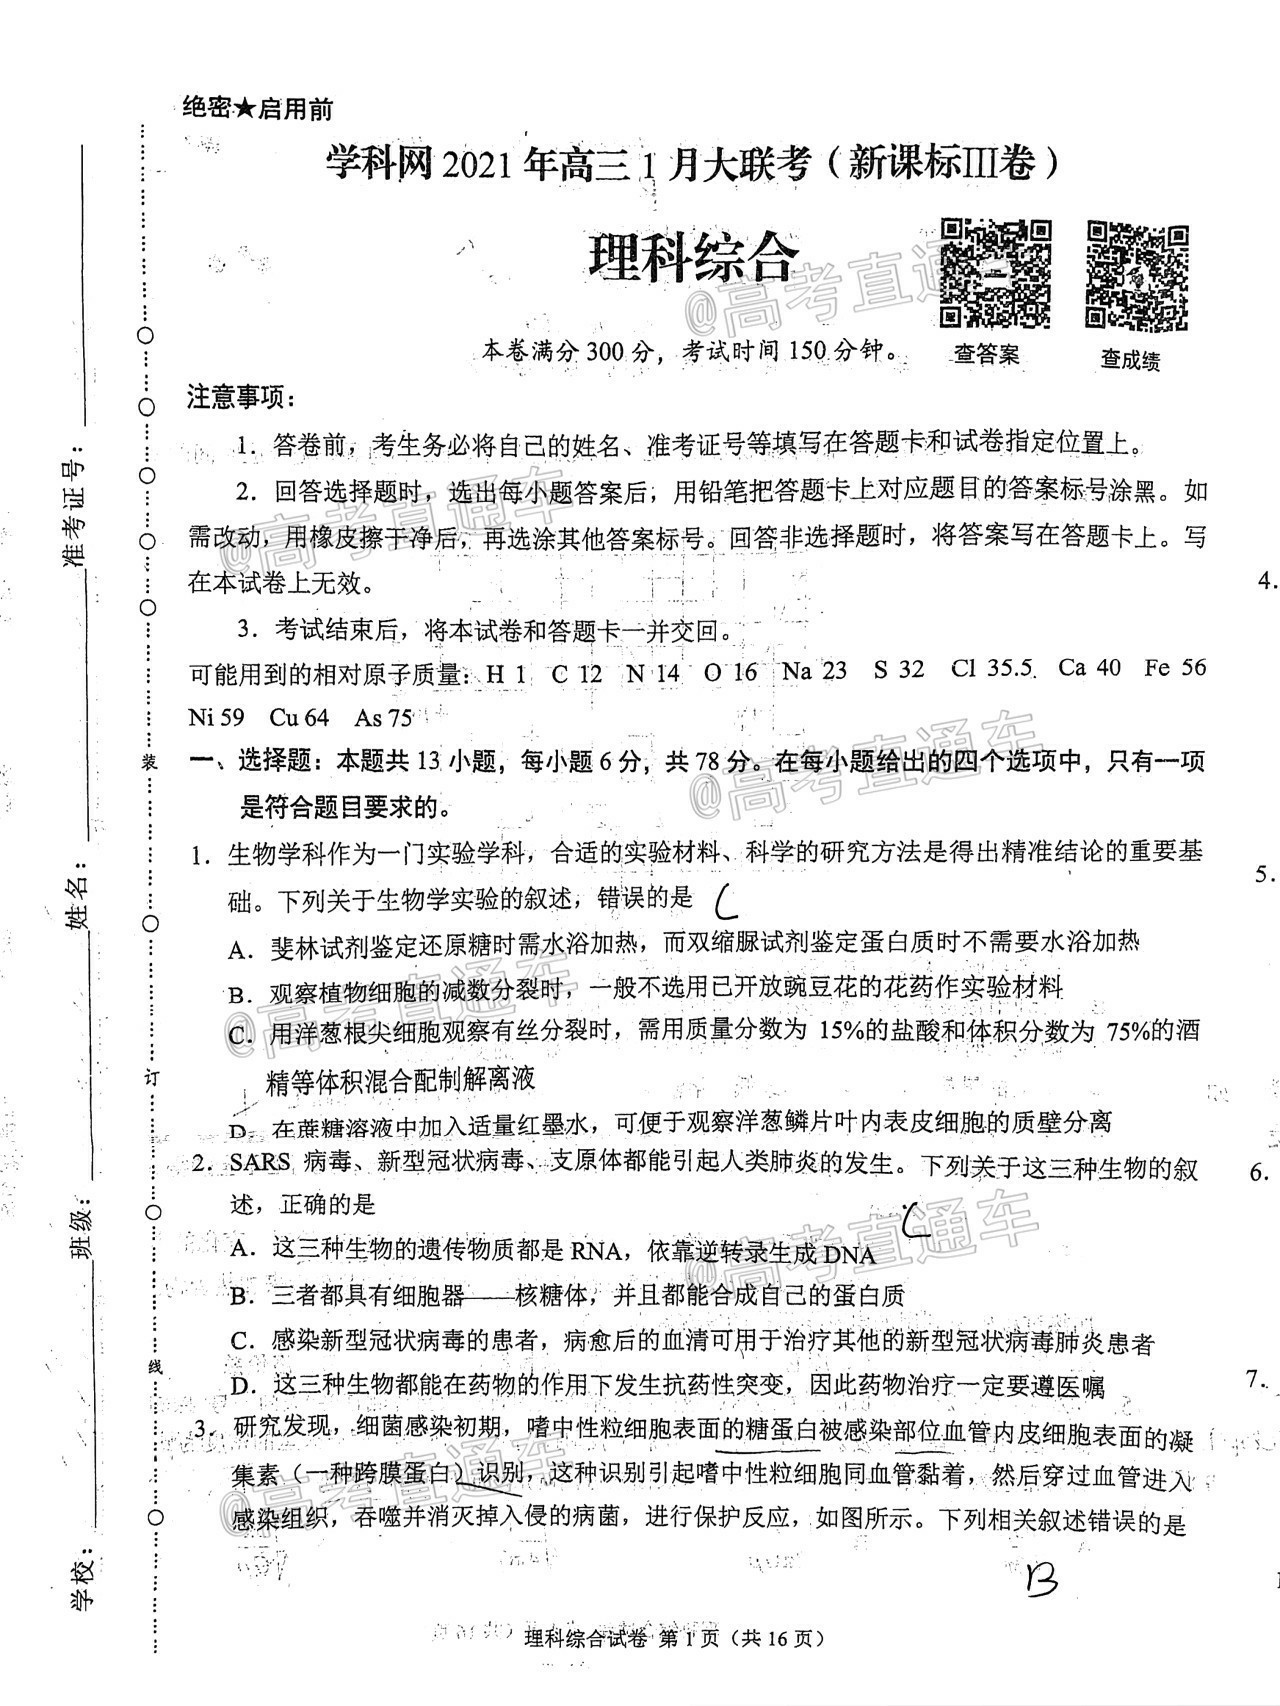 绝密★启用前
学科网2021年高三1月大联考（新课标III卷）
理科综合
本卷满分300分，考试时间150分钟。
查答案
查成绩
注意事项：
1．答卷前，考生务必将自己的姓名、准考证号等填写在答题卡和试卷指定位置上。
2．回答选择题时，选出每小题答案后，用铅笔把答题卡上对应题目的答案标号涂黑。如
需改动，用橡皮擦干净后，再选涂其他答案标号。回答非选择题时，将答案写在答题卡上。写
在本试卷上无效。
3．考试结束后，将本试卷和答题卡一并交回。
可能用到的相对原子质量：H 1 C 12 N 14 O 16 Na 23 S 32 Cl 35.5 Ca 40 Fe 56
Ni 59 Cu 64 As 75
一、选择题：本题共13小题，每小题6分，共78分。在每小题给出的四个选项中，只有一项
是符合题目要求的。
1．生物学科作为一门实验学科，合适的实验材料、科学的研究方法是得出精准结论的重要基
础。下列关于生物学实验的叙述，错误的是 C
A．斐林试剂鉴定还原糖时需水浴加热，而双缩脲试剂鉴定蛋白质时不需要水浴加热
B．观察植物细胞的减数分裂时，一般不选用已开放豌豆花的花药作实验材料
C．用洋葱根尖细胞观察有丝分裂时，需用质量分数为 15%的盐酸和体积分数为 75%的酒
精等体积混合配制解离液
D．在蔗糖溶液中加入适量红墨水，可便于观察洋葱鳞片叶内表皮细胞的质壁分离
2．SARS 病毒、新型冠状病毒、支原体都能引起人类肺炎的发生。下列关于这三种生物的叙
述，正确的是 C
A．这三种生物的遗传物质都是 RNA，依靠逆转录生成 DNA
B．三者都具有细胞器——核糖体，并且都能合成自己的蛋白质
C．感染新型冠状病毒的患者，病愈后的血清可用于治疗其他的新型冠状病毒肺炎患者
D．这三种生物都能在药物的作用下发生抗药性突变，因此药物治疗一定要遵医嘱
3．研究发现，细菌感染初期，嗜中性粒细胞表面的糖蛋白被感染部位血管内皮细胞表面的凝
集素（一种跨膜蛋白）识别，这种识别引起嗜中性粒细胞同血管黏着，然后穿过血管进入
感染组织，吞噬并消灭掉入侵的病菌，进行保护反应，如图所示。下列相关叙述错误的是
B
理科综合试卷 第1页（共16页）
准考证号：
姓名：
班级：
学校：
装
订
线
4．
5．
6．
7．
@高考直通车
@高考直通车
@高考直通车
@高考直通车
@高考直通车
@高考直通车